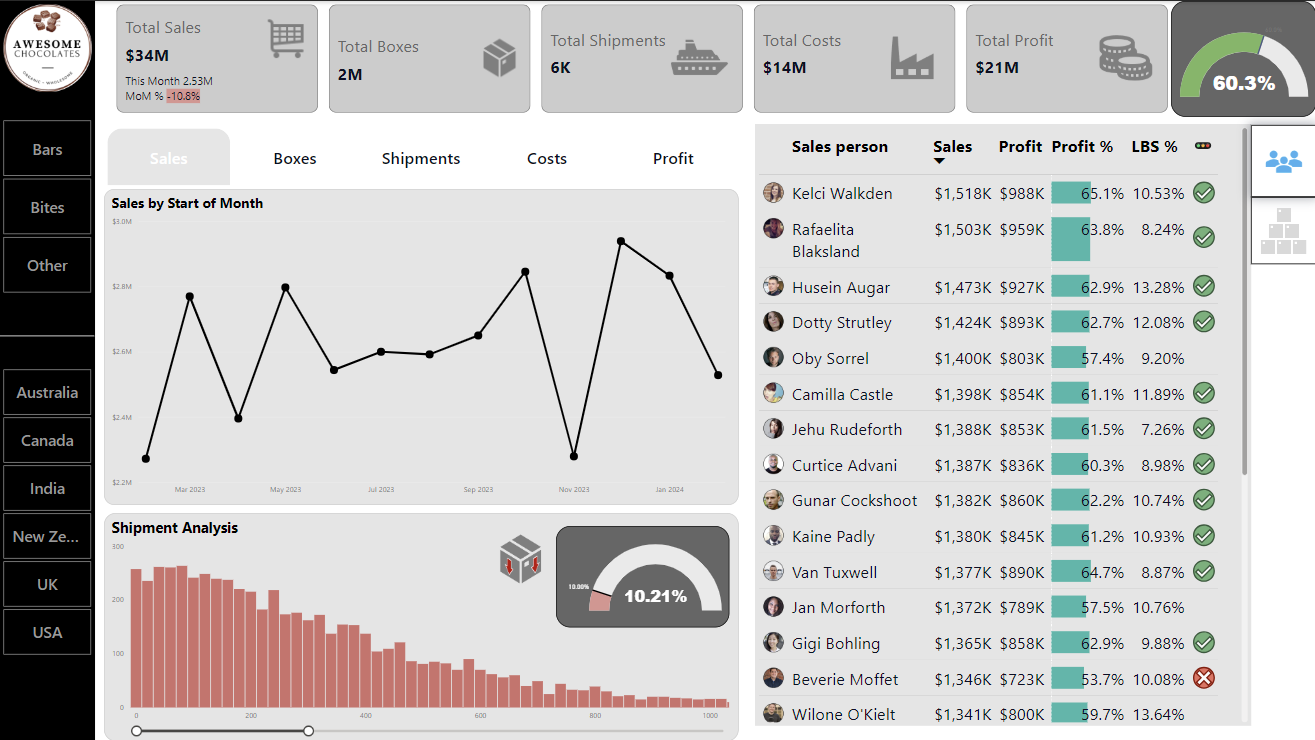 AWESOME
CHOCOLATES
ORGANIC • WHOLESOME
Bars
Bites
Other
Australia
Canada
India
New Ze...
UK
USA
Total Sales
$34M
This Month 2.53M
MoM % -10.8%
Total Boxes
2M
Total Shipments
6K
Total Costs
$14M
Total Profit
$21M
60.3%
Sales Boxes Shipments Costs Profit
Sales by Start of Month
$3.0M
$2.8M
$2.6M
$2.4M
$2.2M
Mar 2023 May 2023 Jul 2023 Sep 2023 Nov 2023 Jan 2024
Shipment Analysis
300
200
100
0
0 200 400 600 800 1000
10.00%
10.21%
Sales person Sales Profit Profit % LBS %
Kelci Walkden $1,518K $988K 65.1% 10.53%
Rafaelita $1,503K $959K 63.8% 8.24%
Blaksland
Husein Augar $1,473K $927K 62.9% 13.28%
Dotty Strutley $1,424K $893K 62.7% 12.08%
Oby Sorrel $1,400K $803K 57.4% 9.20%
Camilla Castle $1,398K $854K 61.1% 11.89%
Jehu Rudeforth $1,388K $853K 61.5% 7.26%
Curtice Advani $1,387K $836K 60.3% 8.98%
Gunar Cockshoot $1,382K $860K 62.2% 10.74%
Kaine Padly $1,380K $845K 61.2% 10.93%
Van Tuxwell $1,377K $890K 64.7% 8.87%
Jan Morforth $1,372K $789K 57.5% 10.76%
Gigi Bohling $1,365K $858K 62.9% 9.88%
Beverie Moffet $1,346K $723K 53.7% 10.08%
Wilone O'Kielt $1,341K $800K 59.7% 13.64%